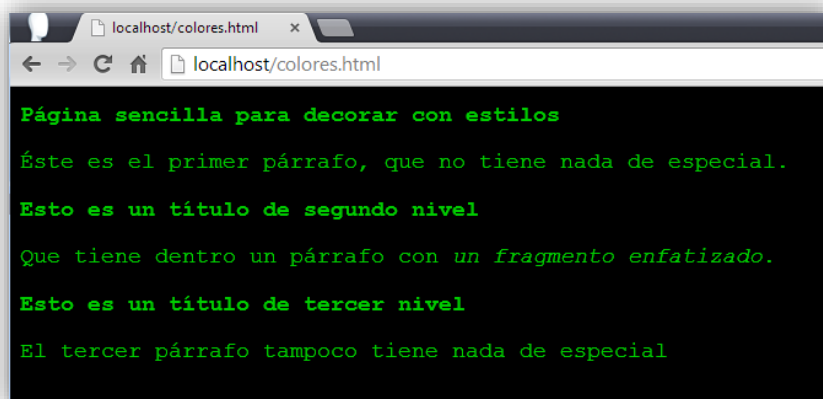 localhost/colores.html
localhost/colores.html
Página sencilla para decorar con estilos
Éste es el primer párrafo, que no tiene nada de especial.
Esto es un título de segundo nivel
Que tiene dentro un párrafo con un fragmento enfatizado.
Esto es un título de tercer nivel
El tercer párrafo tampoco tiene nada de especial